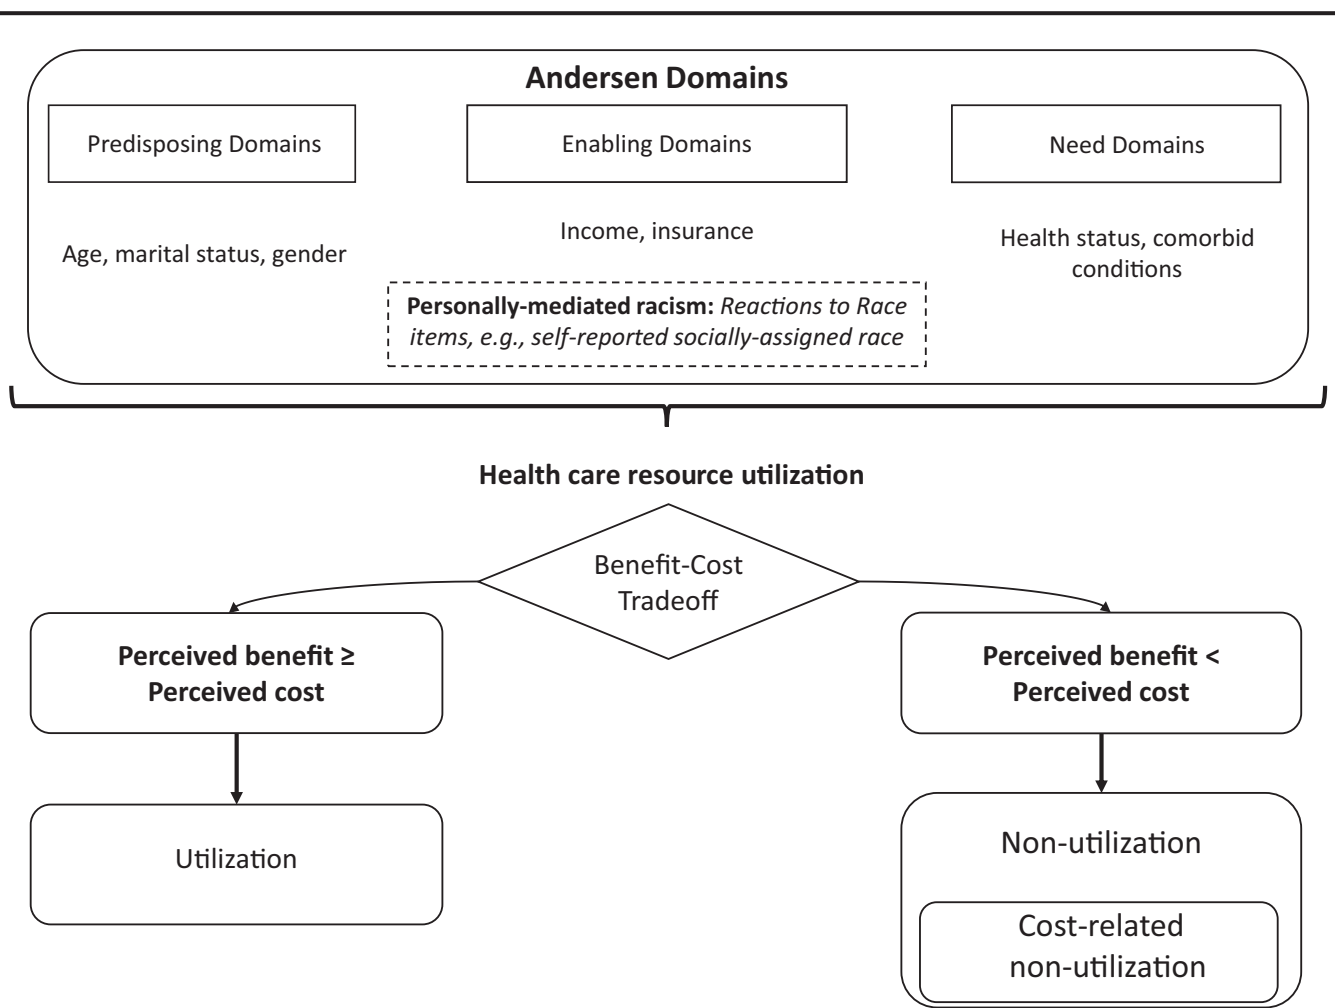 Andersen Domains
Predisposing Domains
Enabling Domains
Need Domains
Age, marital status, gender
Income, insurance
Health status, comorbid
conditions
Personally-mediated racism: Reactions to Race
items, e.g., self-reported socially-assigned race
Health care resource utilization
Benefit-Cost
Tradeoff
Perceived benefit ≥
Perceived cost
Perceived benefit <
Perceived cost
Utilization
Non-utilization
Cost-related
non-utilization